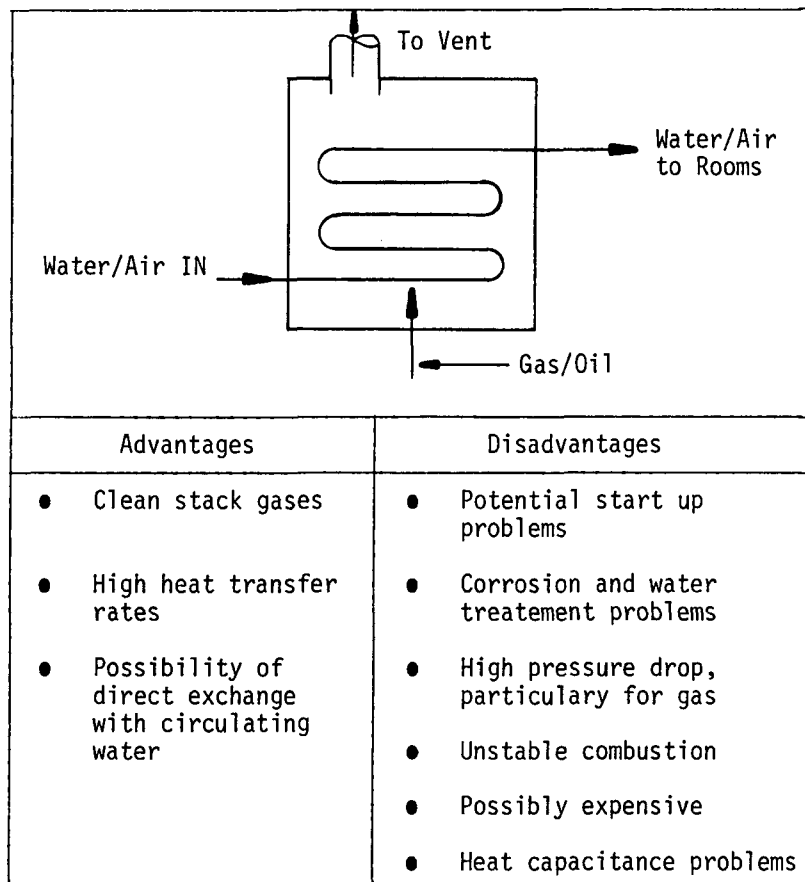 To Vent
Water/Air
to Rooms
Water/Air IN
Gas/Oil
Advantages
Disadvantages
● Clean stack gases
● High heat transfer
rates
● Possibility of
direct exchange
with circulating
water
● Potential start up
problems
● Corrosion and water
treatement problems
● High pressure drop,
particulary for gas
● Unstable combustion
● Possibly expensive
● Heat capacitance problems